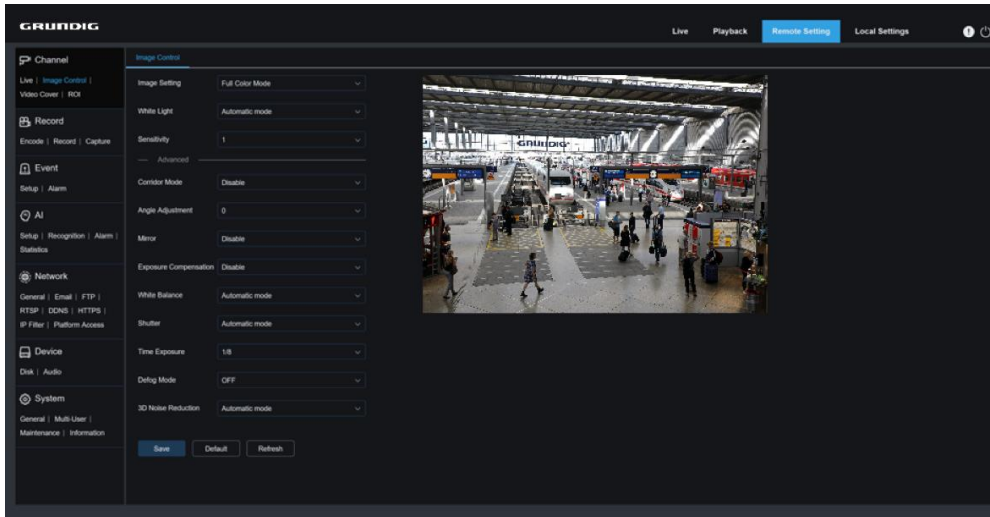 GRUNDIG
Live Playback Remote Setting Local Settings
Channel
Live | Image Control |
Video Cover | ROI
Record
Encode | Record | Capture
Event
Setup | Alarm
AI
Setup | Recognition | Alarm |
Statistics
Network
General | Email | FTP |
RTSP | DDNS | HTTPS |
IP Filter | Platform Access
Device
Disk | Audio
System
General | Multi-User |
Maintenance | Information
Image Control
Image Setting Full Color Mode
White Light Automatic mode
Sensitivity 1
Advanced
Corridor Mode Disable
Angle Adjustment 0
Mirror Disable
Exposure Compensation Disable
White Balance Automatic mode
Shutter Automatic mode
Time Exposure 1/8
Defog Mode OFF
3D Noise Reduction Automatic mode
Save Default Refresh
GRUNDIG